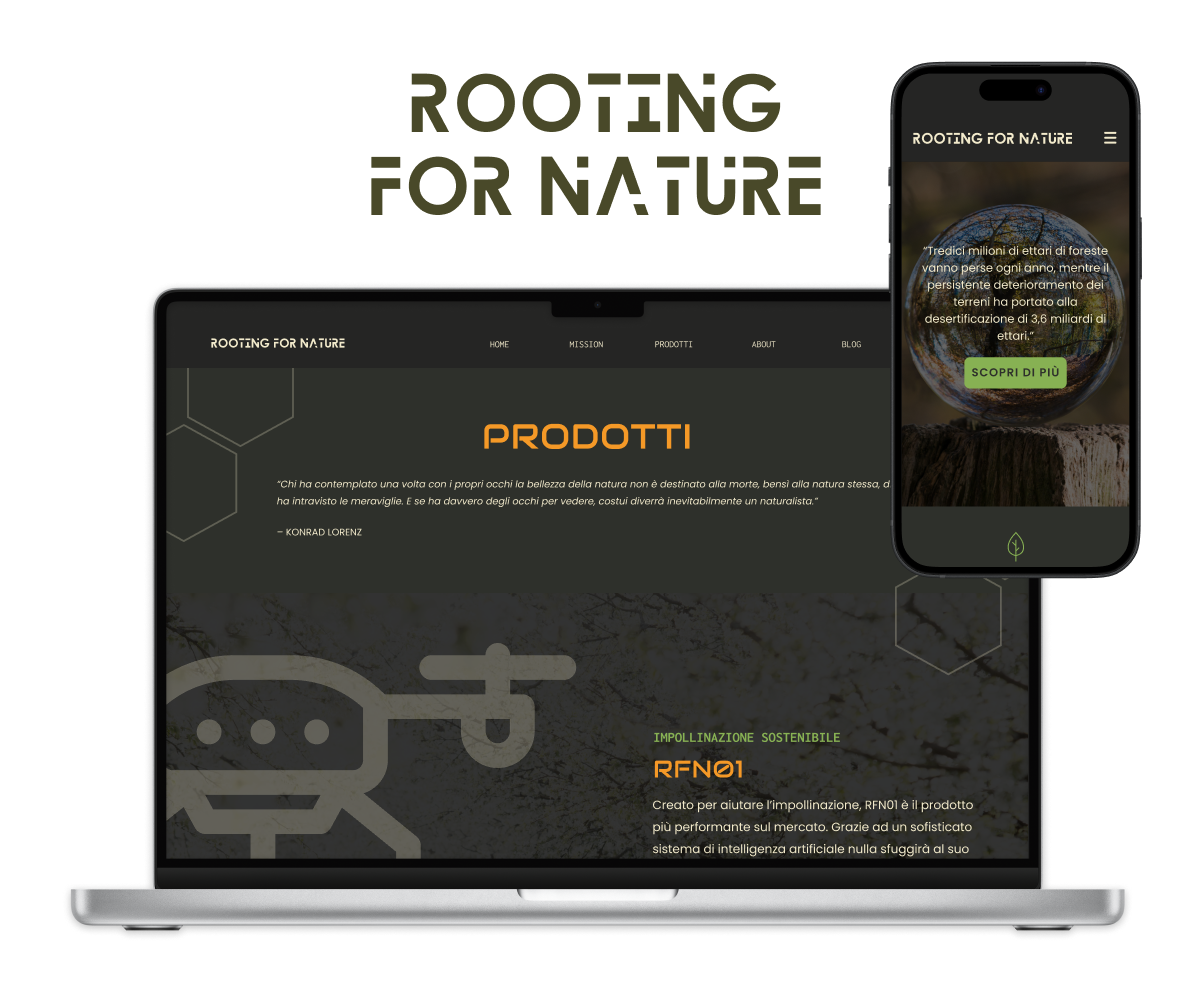 ROOTING
FOR NATURE
ROOTING FOR NATURE
“Tredici milioni di ettari di foreste
vanno perse ogni anno, mentre il
persistente deterioramento dei
terreni ha portato alla
desertificazione di 3,6 miliardi di
ettari.”
SCOPRI DI PIÙ
ROOTING FOR NATURE HOME MISSION PRODOTTI ABOUT BLOG
PRODOTTI
“Chi ha contemplato una volta con i propri occhi la bellezza della natura non è destinato alla morte, bensì alla natura stessa, d
ha intravisto le meraviglie. E se ha davvero degli occhi per vedere, costui diverrà inevitabilmente un naturalista.”
– KONRAD LORENZ
IMPOLLINAZIONE SOSTENIBILE
RFN01
Creato per aiutare l’impollinazione, RFN01 è il prodotto
più performante sul mercato. Grazie ad un sofisticato
sistema di intelligenza artificiale nulla sfuggirà al suo